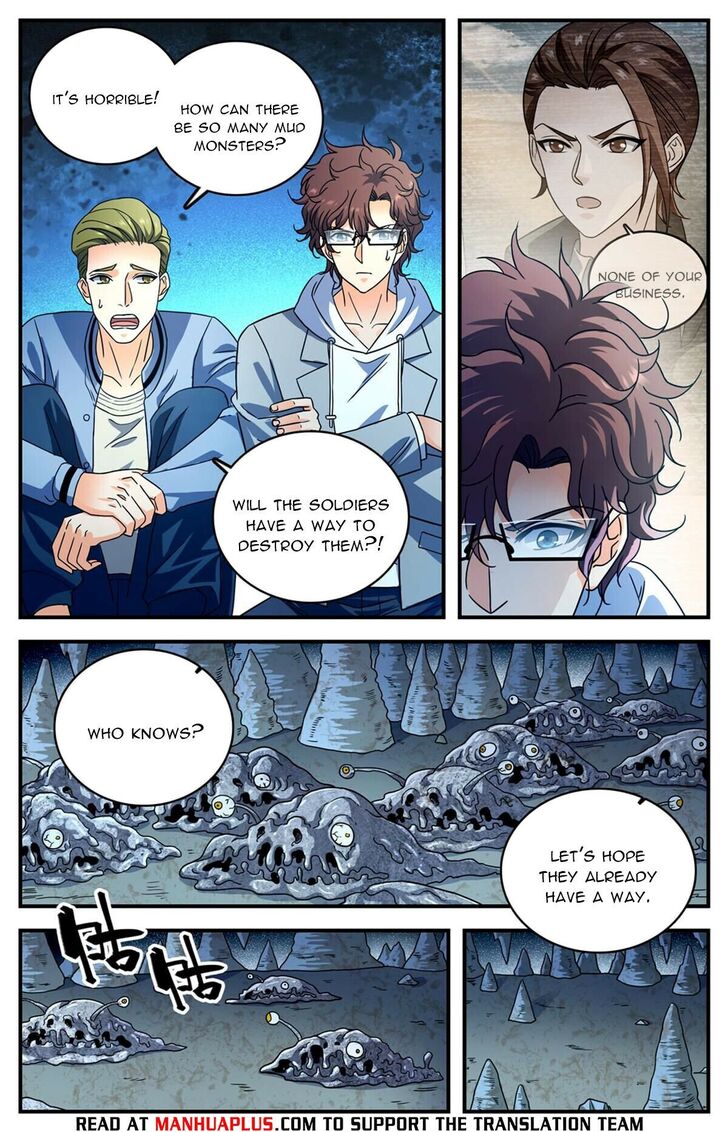 IT'S HORRIBLE!
HOW CAN THERE
BE SO MANY MUD
MONSTERS?
WILL THE SOLDIERS
HAVE A WAY TO
DESTROY THEM?!
NONE OF YOUR
BUSINESS.
WHO KNOWS?
LET'S HOPE
THEY ALREADY
HAVE A WAY.
咕
咕
READ AT MANHUAPLUS.COM TO SUPPORT THE TRANSLATION TEAM